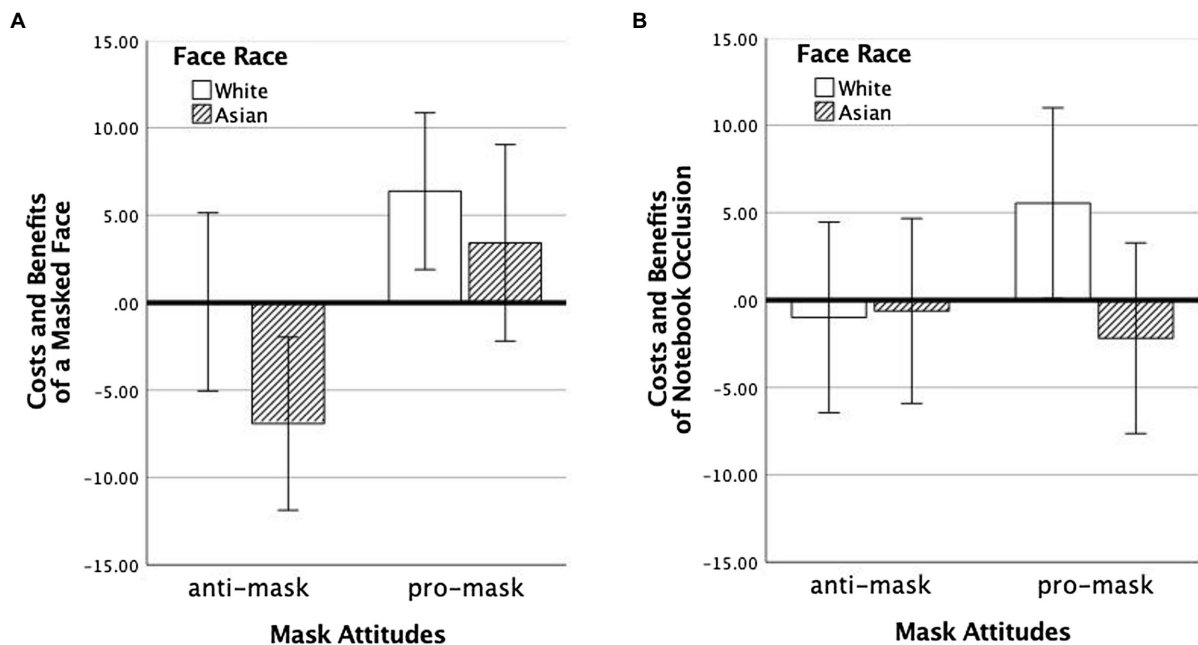 A
Costs and Benefits
of a Masked Face
15.00
10.00
5.00
.00
-5.00
-10.00
-15.00
Face Race
White
Asian
anti-mask pro-mask
Mask Attitudes
B
Costs and Benefits
of Notebook Occlusion
15.00
10.00
5.00
.00
-5.00
-10.00
-15.00
Face Race
White
Asian
anti-mask pro-mask
Mask Attitudes